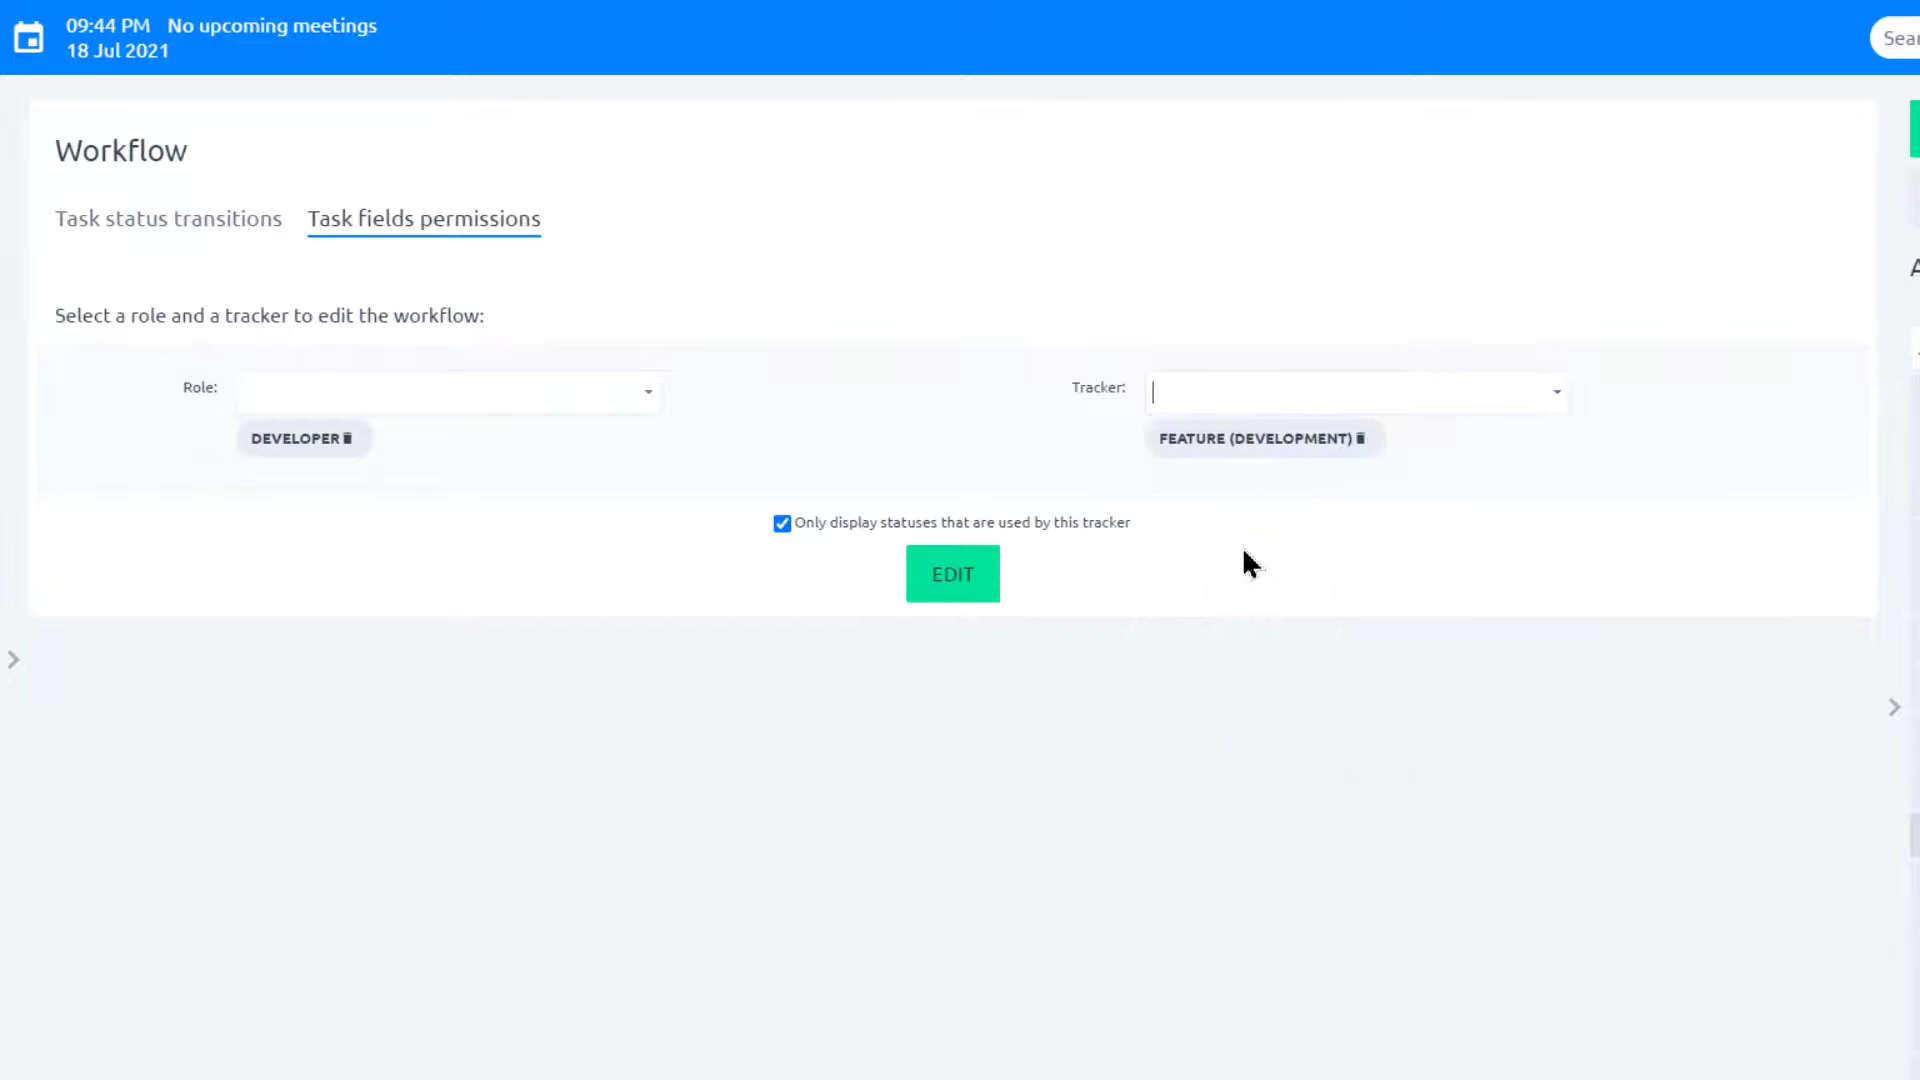 09:44 PM No upcoming meetings
18 Jul 2021
Sear
Workflow
Task status transitions Task fields permissions
Select a role and a tracker to edit the workflow:
Role: Tracker:
DEVELOPER FEATURE (DEVELOPMENT)
Only display statuses that are used by this tracker
EDIT